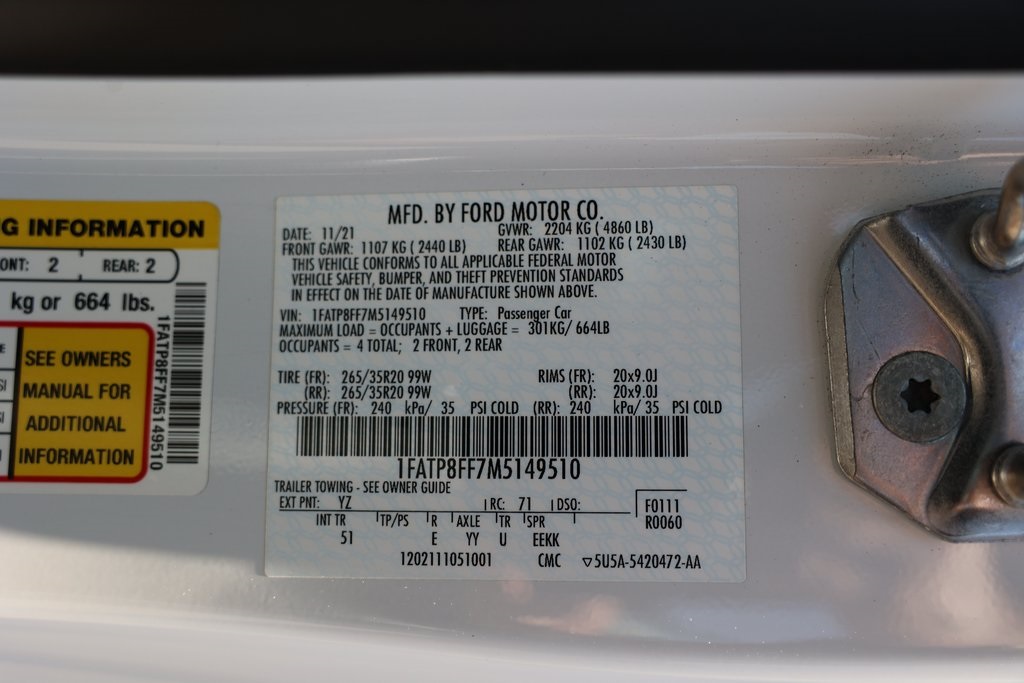 G INFORMATION
ONT: 2 REAR: 2
kg or 664 lbs.
SEE OWNERS
MANUAL FOR
ADDITIONAL
INFORMATION
1FATP8FF7M5149510
MFD. BY FORD MOTOR CO.
DATE: 11/21 GVWR: 2204 KG ( 4860 LB)
FRONT GAWR: 1107 KG ( 2440 LB) REAR GAWR: 1102 KG ( 2430 LB)
THIS VEHICLE CONFORMS TO ALL APPLICABLE FEDERAL MOTOR
VEHICLE SAFETY, BUMPER, AND THEFT PREVENTION STANDARDS
IN EFFECT ON THE DATE OF MANUFACTURE SHOWN ABOVE.
VIN: 1FATP8FF7M5149510 TYPE: Passenger Car
MAXIMUM LOAD = OCCUPANTS + LUGGAGE = 301KG/ 664LB
OCCUPANTS = 4 TOTAL; 2 FRONT, 2 REAR
TIRE (FR): 265/35R20 99W RIMS (FR): 20x9.0J
(RR): 265/35R20 99W (RR): 20x9.0J
PRESSURE (FR): 240 kPa/ 35 PSI COLD (RR): 240 kPa/ 35 PSI COLD
1FATP8FF7M5149510
TRAILER TOWING - SEE OWNER GUIDE
EXT PNT: YZ RC: 71 DSO:
F0111
R0060
INT TR TP/PS R AXLE TR SPR
51 E YY U EEKK
1202111051001 CMC ▽5U5A-5420472-AA